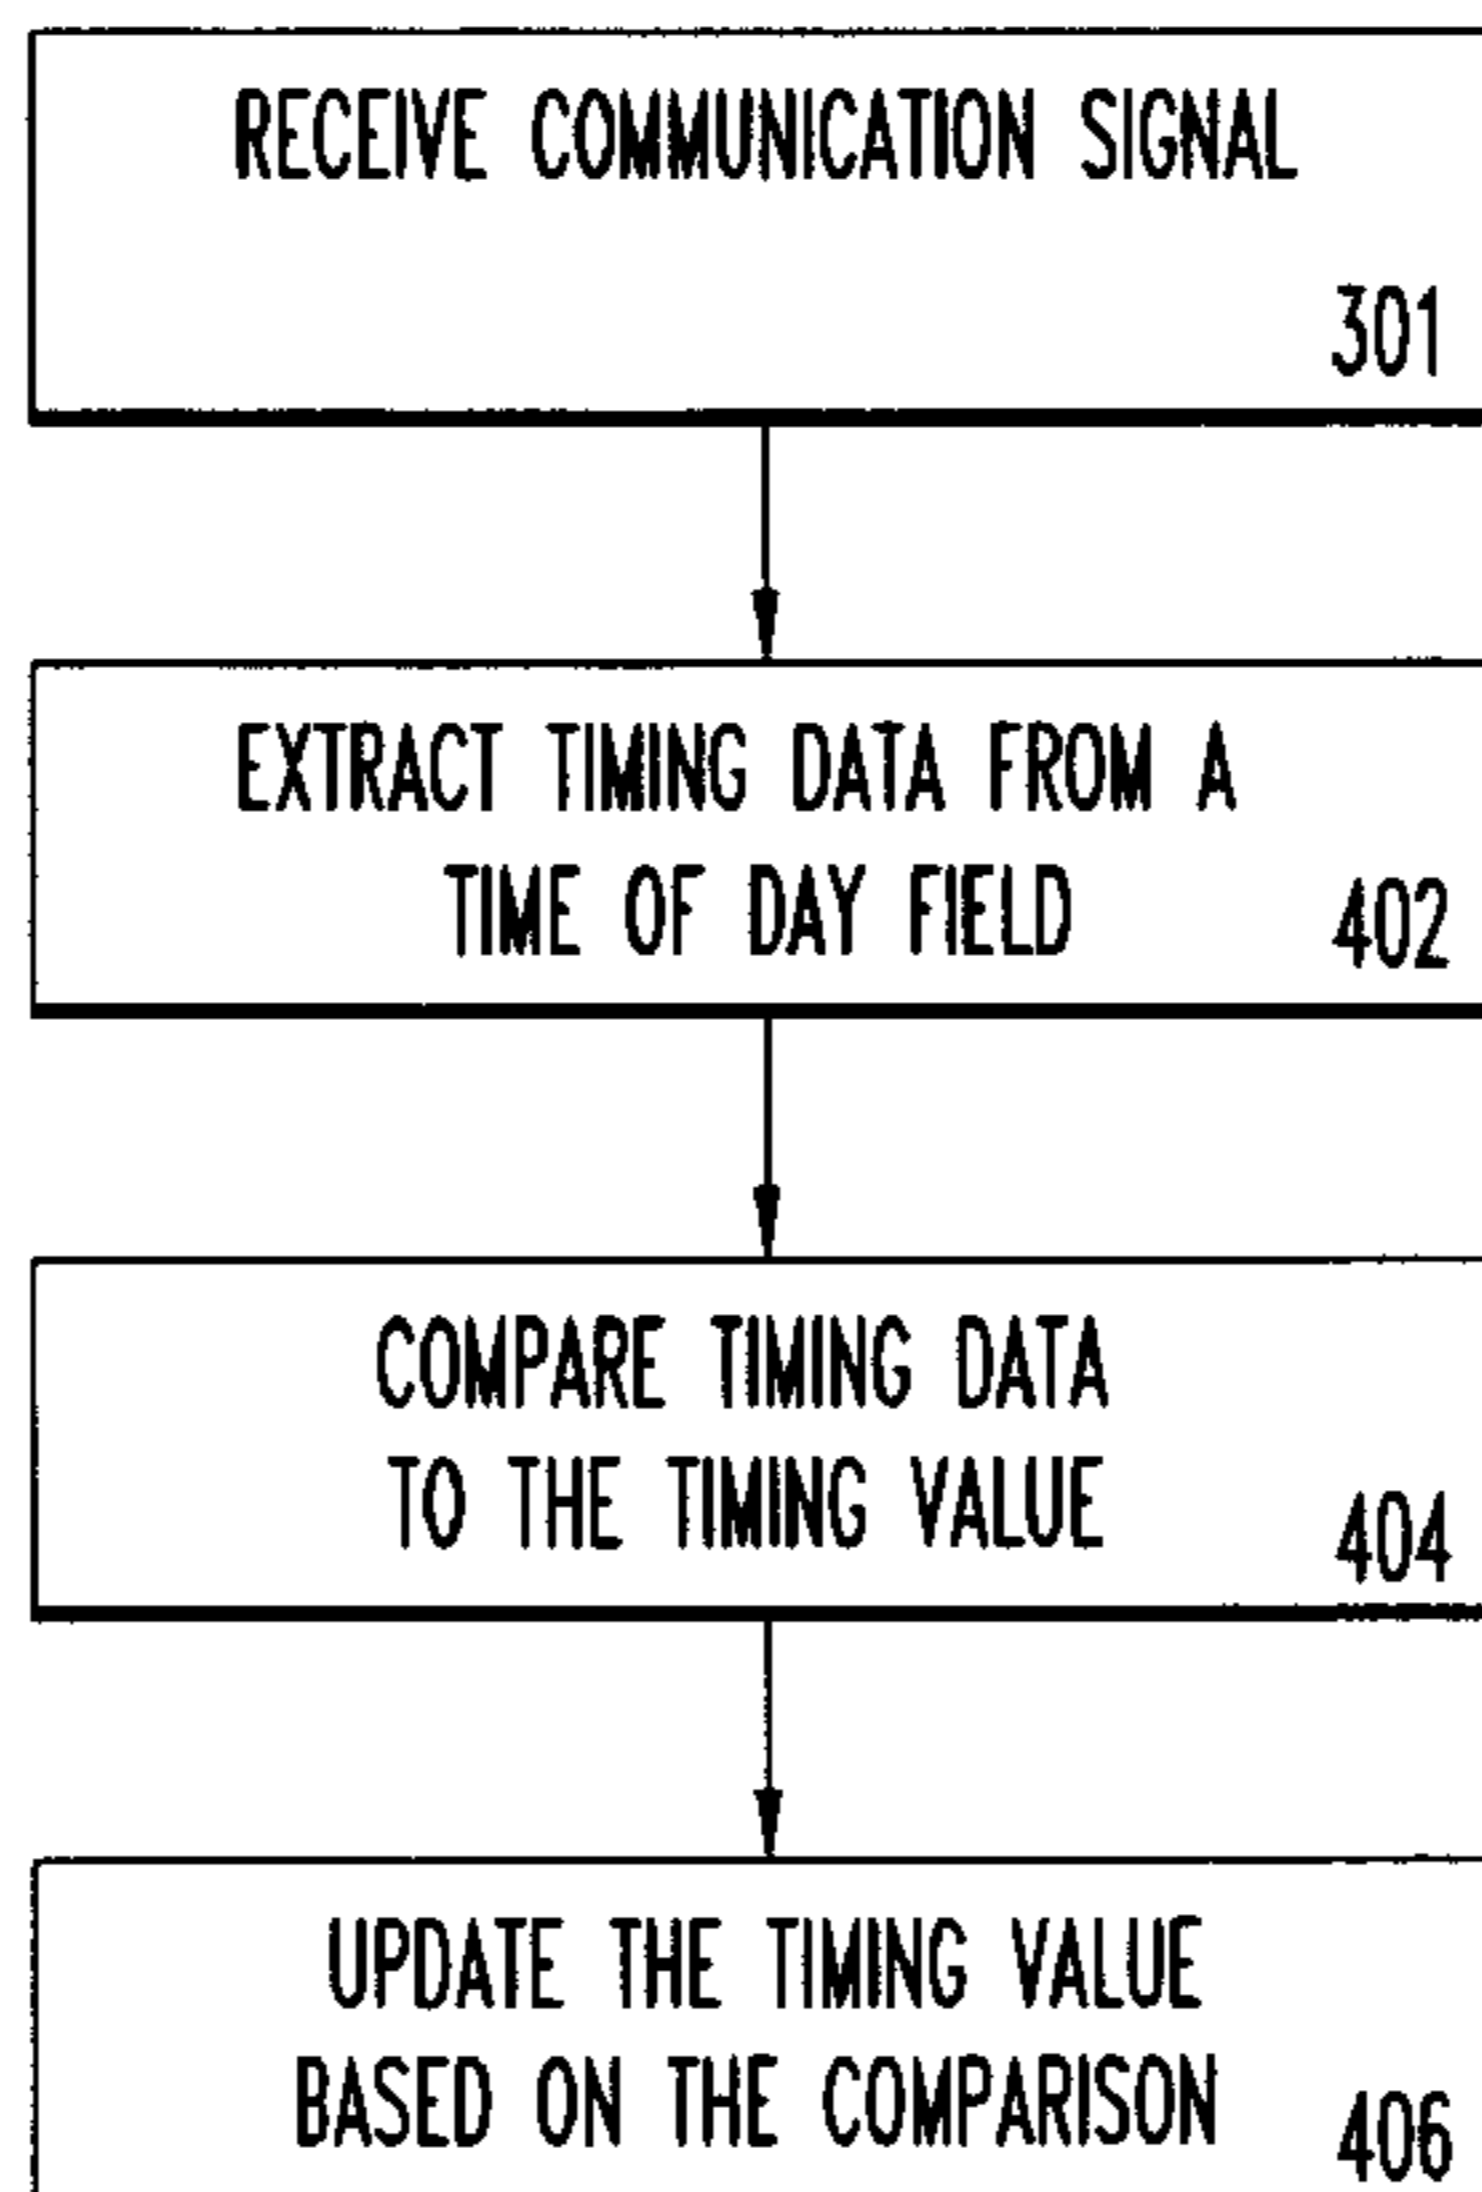 RECEIVE COMMUNICATION SIGNAL
301
EXTRACT TIMING DATA FROM A
TIME OF DAY FIELD
402
COMPARE TIMING DATA
TO THE TIMING VALUE
404
UPDATE THE TIMING VALUE
BASED ON THE COMPARISON
406